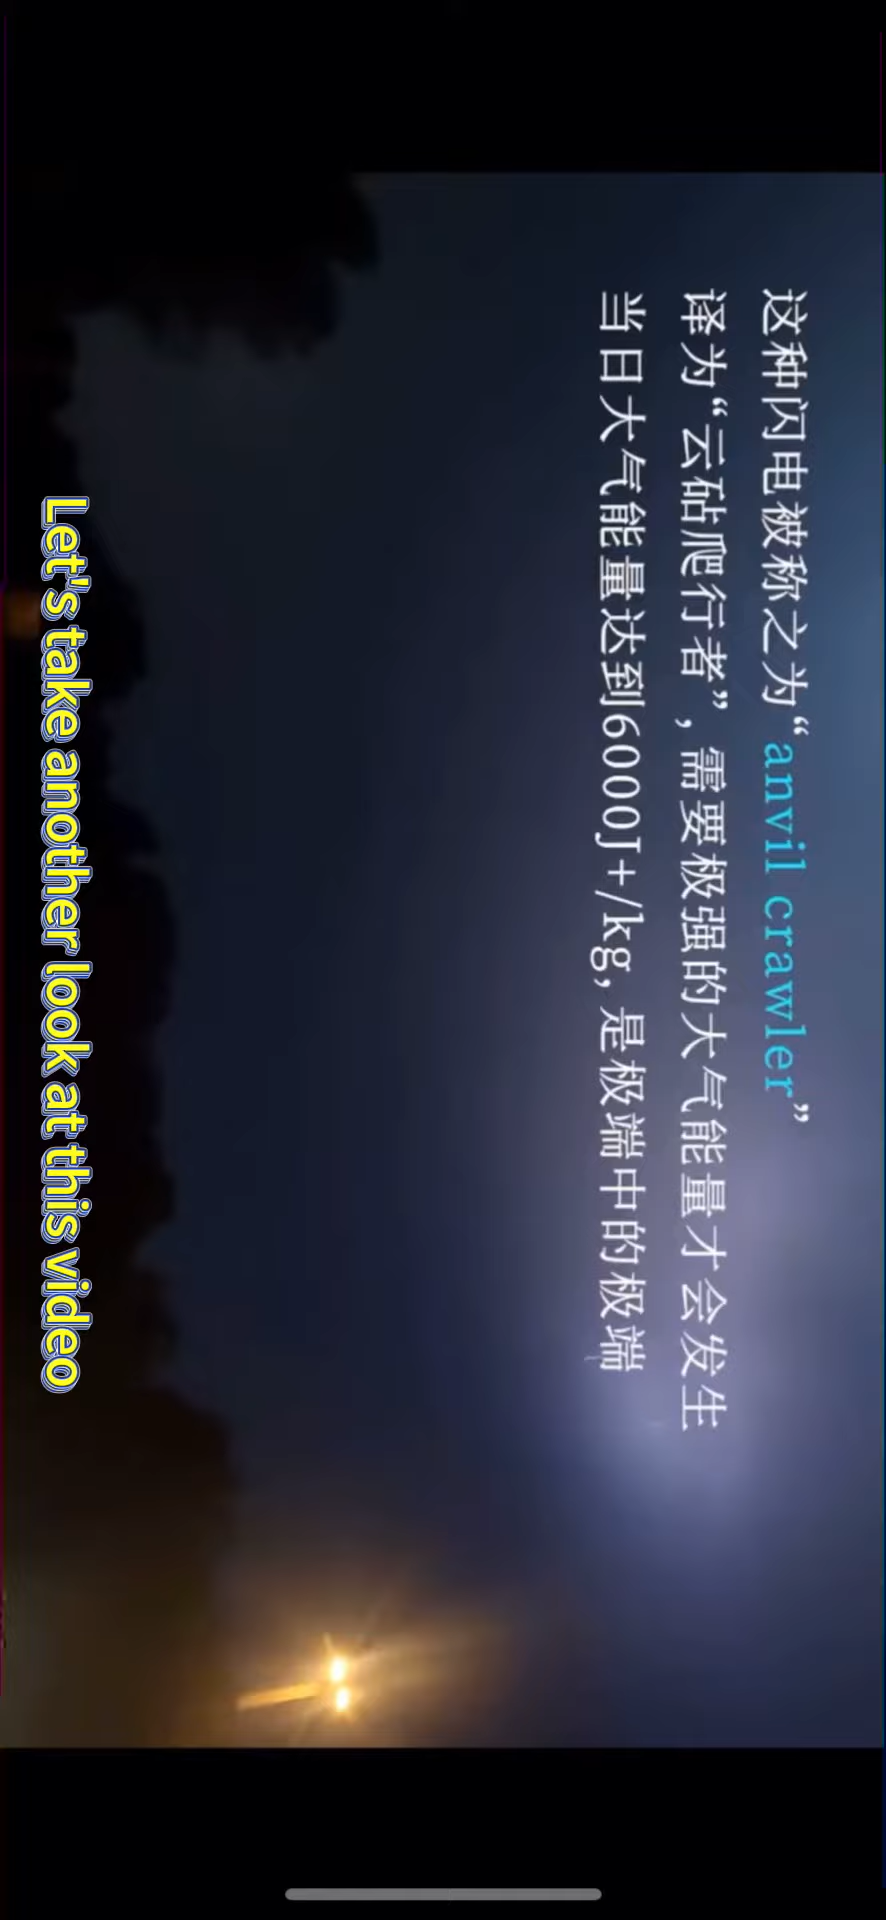 这种闪电被称之为“anvil crawler”
译为“云砧爬行者”，需要极强的大气能量才会发生
当日大气能量达到6000J+/kg, 是极端中的极端
Let's take another look at this video